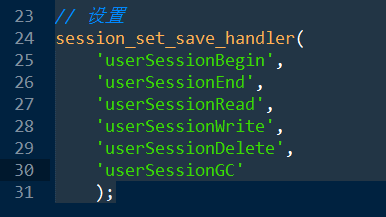 23 // 设置
24 session_set_save_handler(
25 'userSessionBegin',
26 'userSessionEnd',
27 'userSessionRead',
28 'userSessionWrite',
29 'userSessionDelete',
30 'userSessionGC'
31 );